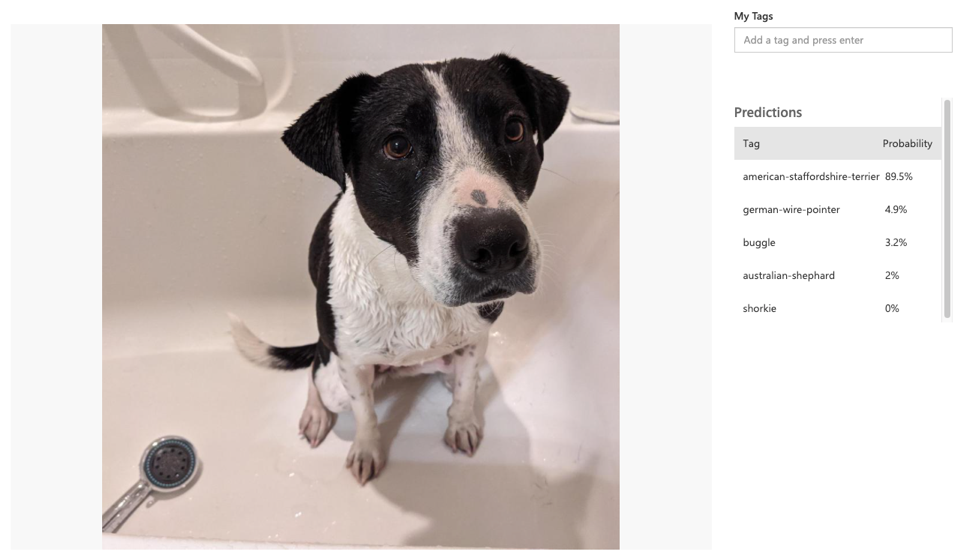 My Tags
Add a tag and press enter
Predictions
Tag Probability
american-staffordshire-terrier 89.5%
german-wire-pointer 4.9%
buggle 3.2%
australian-shephard 2%
shorkie 0%